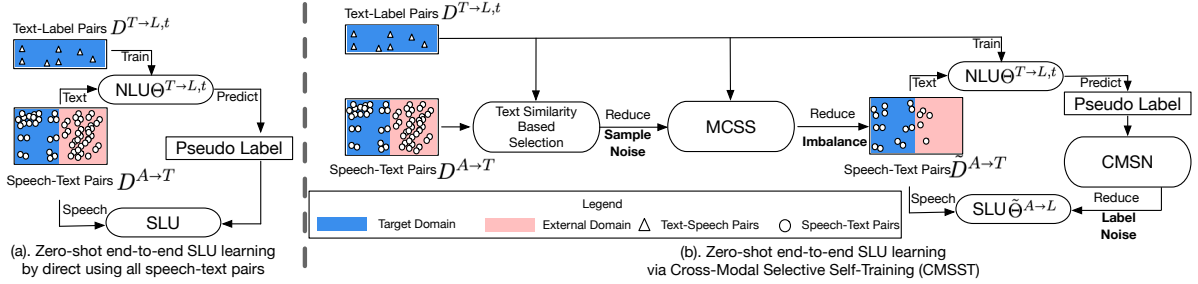 Text-Label Pairs D^{T→L,t}
Train
NLUΘ^{T→L,t}
Text
Predict
Pseudo Label
Speech-Text Pairs D^{A→T}
Speech
SLU
(a). Zero-shot end-to-end SLU learning
by direct using all speech-text pairs
Text-Label Pairs D^{T→L,t}
Train
Text Similarity
Based
Selection
Reduce
Sample
Noise
MCSS
Reduce
Imbalance
Text
NLUΘ^{T→L,t}
Predict
Pseudo Label
CMSN
Speech-Text Pairs D^{A→T}
Speech-Text Pairs D̃^{A→T}
Speech
SLU Θ̃^{A→L}
Reduce
Label
Noise
Legend
Target Domain
External Domain
Text-Speech Pairs
Speech-Text Pairs
(b). Zero-shot end-to-end SLU learning
via Cross-Modal Selective Self-Training (CMSST)